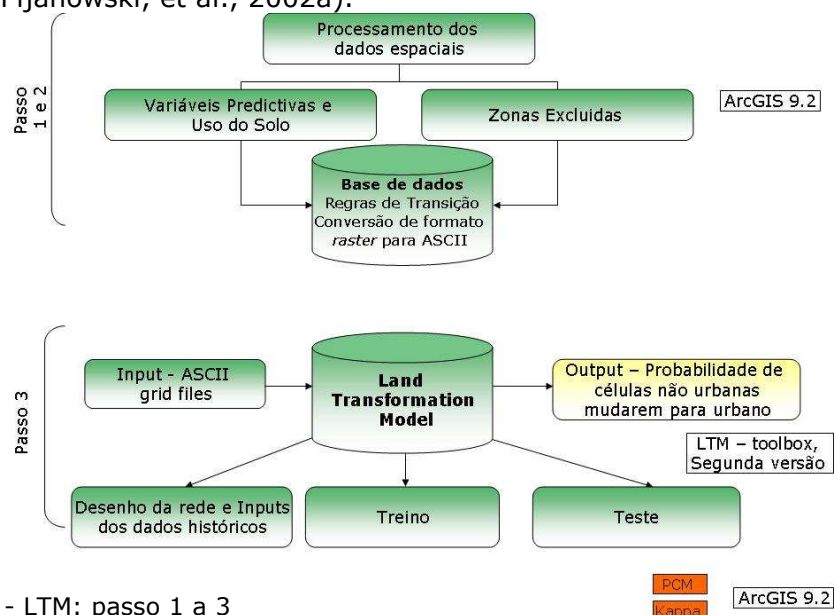 Pijanowski, et al., 2002a).
Processamento dos
dados espaciais
Passo
1 e 2
Variáveis Predictivas e
Uso do Solo
Zonas Excluidas
ArcGIS 9.2
Base de dados
Regras de Transição
Conversão de formato
raster para ASCII
Passo 3
Input - ASCII
grid files
Land
Transformation
Model
Output – Probabilidade de
células não urbanas
mudarem para urbano
LTM – toolbox,
Segunda versão
Desenho da rede e Inputs
dos dados históricos
Treino
Teste
PCM
Kappa
ArcGIS 9.2
- LTM: passo 1 a 3